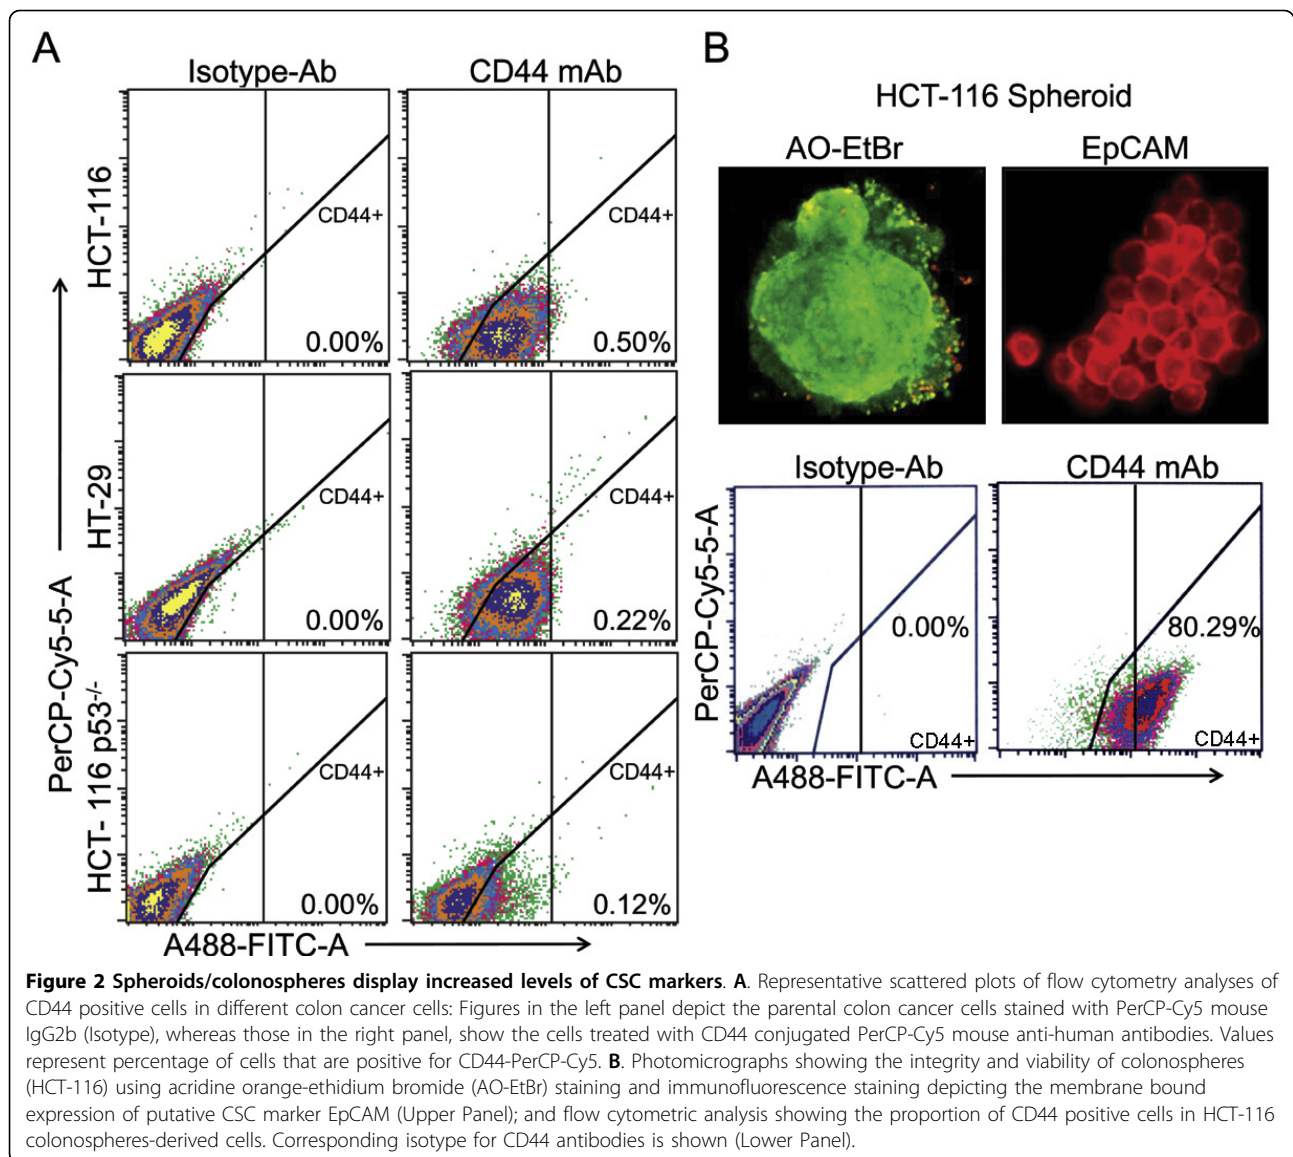 A
Isotype-Ab
CD44 mAb
HCT-116
CD44+
0.00%
CD44+
0.50%
HT-29
CD44+
0.00%
CD44+
0.22%
HCT- 116 p53-/-
CD44+
0.00%
CD44+
0.12%
PerCP-Cy5-5-A
A488-FITC-A
B
HCT-116 Spheroid
AO-EtBr
EpCAM
Isotype-Ab
CD44 mAb
PerCP-Cy5-5-A
0.00%
CD44+
80.29%
CD44+
A488-FITC-A
Figure 2 Spheroids/colonospheres display increased levels of CSC markers. A. Representative scattered plots of flow cytometry analyses of
CD44 positive cells in different colon cancer cells: Figures in the left panel depict the parental colon cancer cells stained with PerCP-Cy5 mouse
IgG2b (Isotype), whereas those in the right panel, show the cells treated with CD44 conjugated PerCP-Cy5 mouse anti-human antibodies. Values
represent percentage of cells that are positive for CD44-PerCP-Cy5. B. Photomicrographs showing the integrity and viability of colonospheres
(HCT-116) using acridine orange-ethidium bromide (AO-EtBr) staining and immunofluorescence staining depicting the membrane bound
expression of putative CSC marker EpCAM (Upper Panel); and flow cytometric analysis showing the proportion of CD44 positive cells in HCT-116
colonospheres-derived cells. Corresponding isotype for CD44 antibodies is shown (Lower Panel).